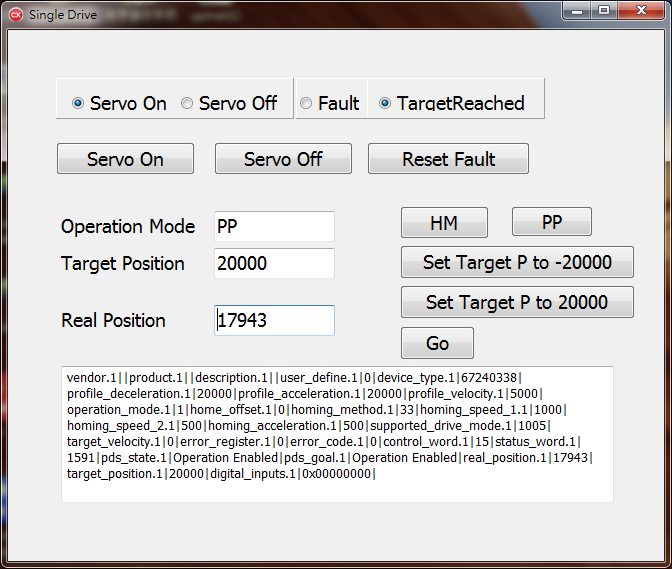 Single Drive
Servo On Servo Off Fault TargetReached
Servo On Servo Off Reset Fault
Operation Mode PP HM PP
Target Position 20000 Set Target P to -20000
Set Target P to 20000
Real Position 17943
Go
vendor.1||product.1||description.1||user_define.1|0|device_type.1|67240338|
profile_deceleration.1|20000|profile_acceleration.1|20000|profile_velocity.1|5000|
operation_mode.1|1|home_offset.1|0|homing_method.1|33|homing_speed_1.1|1000|
homing_speed_2.1|500|homing_acceleration.1|500|supported_drive_mode.1|1005|
target_velocity.1|0|error_register.1|0|error_code.1|0|control_word.1|15|status_word.1|
1591|pds_state.1|Operation Enabled|pds_goal.1|Operation Enabled|real_position.1|17943|
target_position.1|20000|digital_inputs.1|0x00000000|